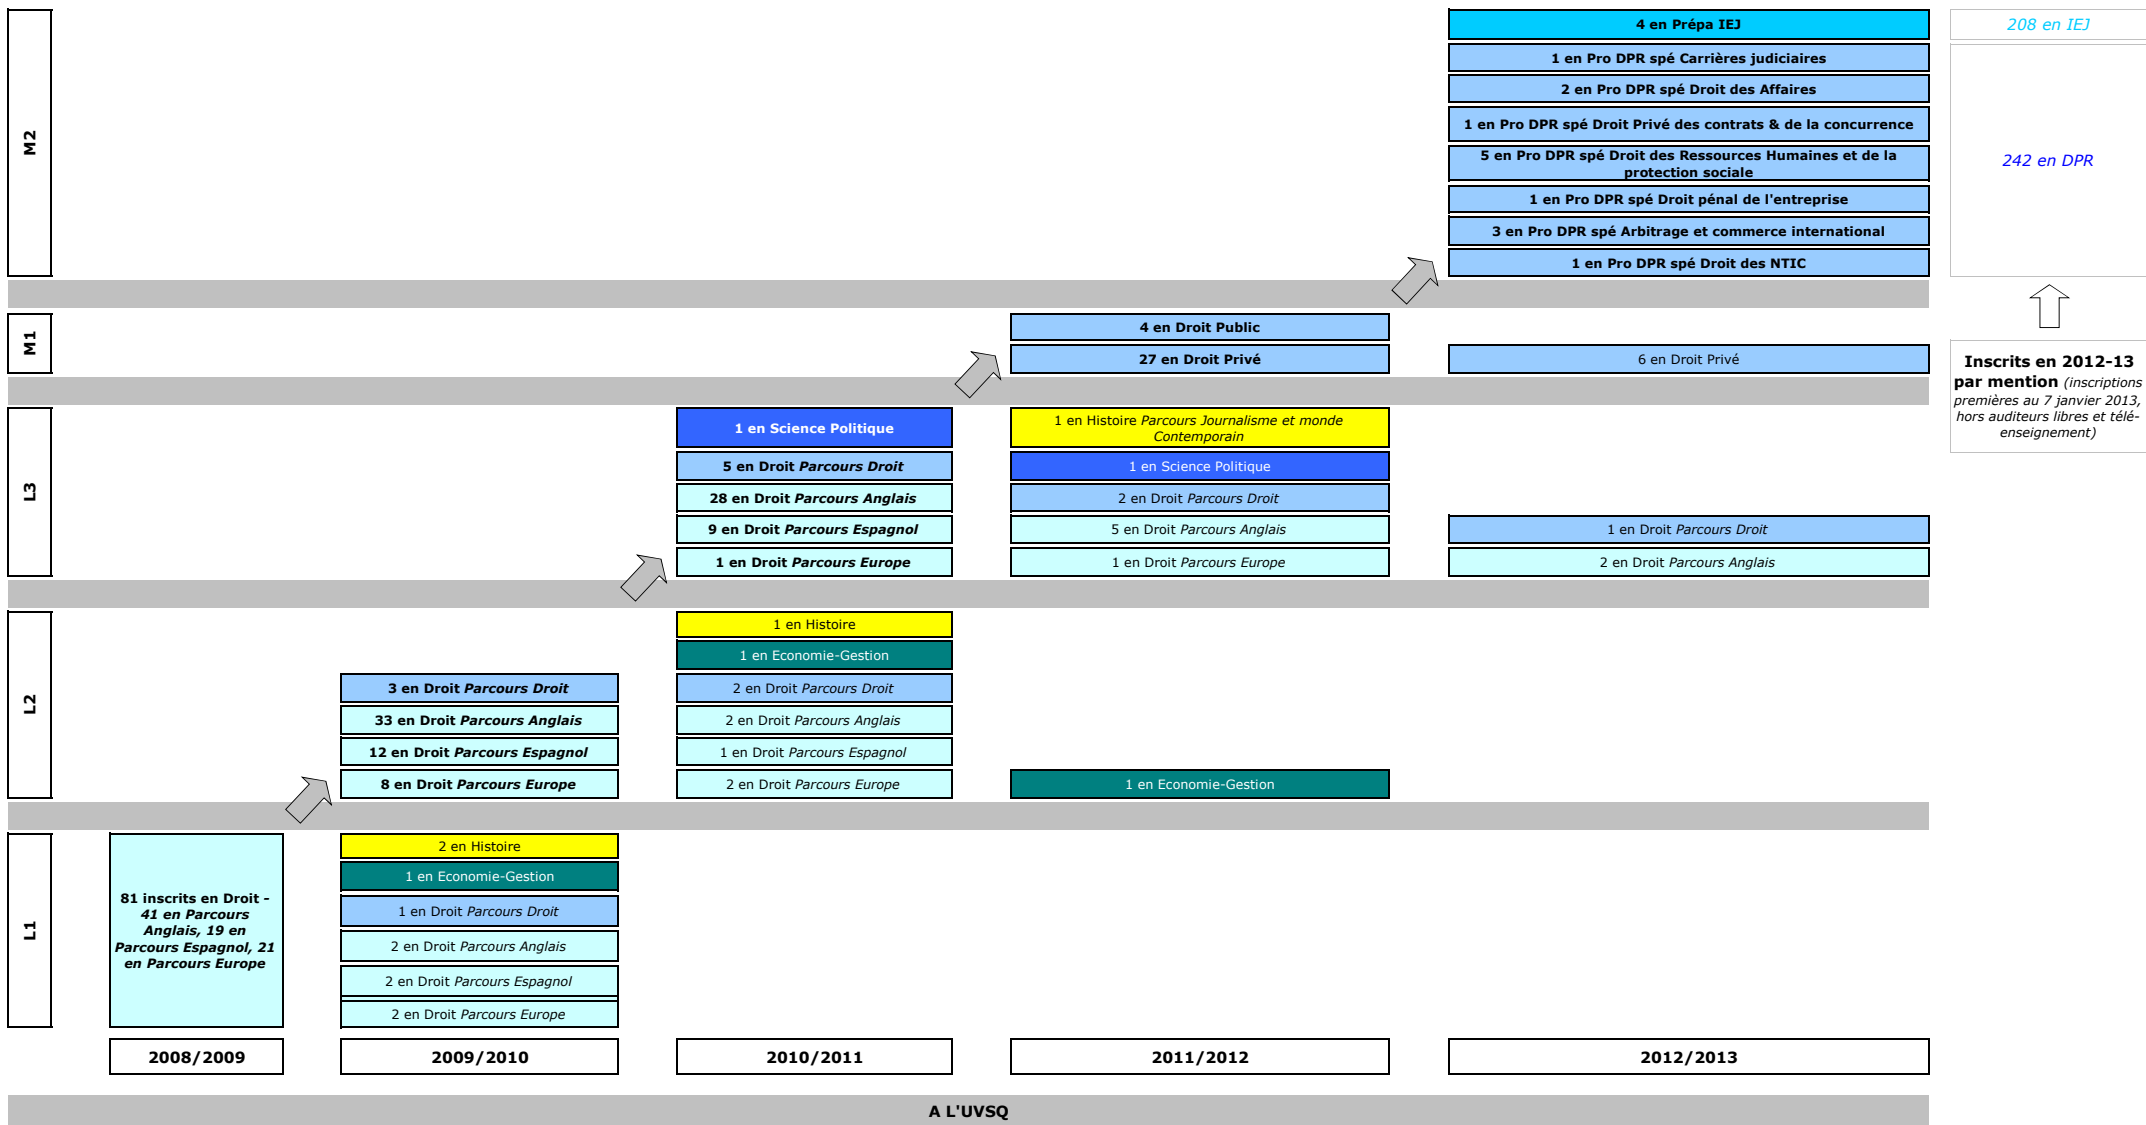 M2
4 en Prépa IEJ
1 en Pro DPR spé Carrières judiciaires
2 en Pro DPR spé Droit des Affaires
1 en Pro DPR spé Droit Privé des contrats & de la concurrence
5 en Pro DPR spé Droit des Ressources Humaines et de la
protection sociale
1 en Pro DPR spé Droit pénal de l'entreprise
3 en Pro DPR spé Arbitrage et commerce international
1 en Pro DPR spé Droit des NTIC
208 en IEJ
242 en DPR
M1
4 en Droit Public
27 en Droit Privé
6 en Droit Privé
Inscrits en 2012-13
par mention (inscriptions
premières au 7 janvier 2013,
hors auditeurs libres et télé-
enseignement)
L3
1 en Science Politique
5 en Droit Parcours Droit
28 en Droit Parcours Anglais
9 en Droit Parcours Espagnol
1 en Droit Parcours Europe
1 en Histoire Parcours Journalisme et monde
Contemporain
1 en Science Politique
2 en Droit Parcours Droit
5 en Droit Parcours Anglais
1 en Droit Parcours Europe
1 en Droit Parcours Droit
2 en Droit Parcours Anglais
L2
3 en Droit Parcours Droit
33 en Droit Parcours Anglais
12 en Droit Parcours Espagnol
8 en Droit Parcours Europe
1 en Histoire
1 en Economie-Gestion
2 en Droit Parcours Droit
2 en Droit Parcours Anglais
1 en Droit Parcours Espagnol
2 en Droit Parcours Europe
1 en Economie-Gestion
L1
81 inscrits en Droit -
41 en Parcours
Anglais, 19 en
Parcours Espagnol, 21
en Parcours Europe
2 en Histoire
1 en Economie-Gestion
1 en Droit Parcours Droit
2 en Droit Parcours Anglais
2 en Droit Parcours Espagnol
2 en Droit Parcours Europe
2008/2009
2009/2010
2010/2011
2011/2012
2012/2013
A L'UVSQ